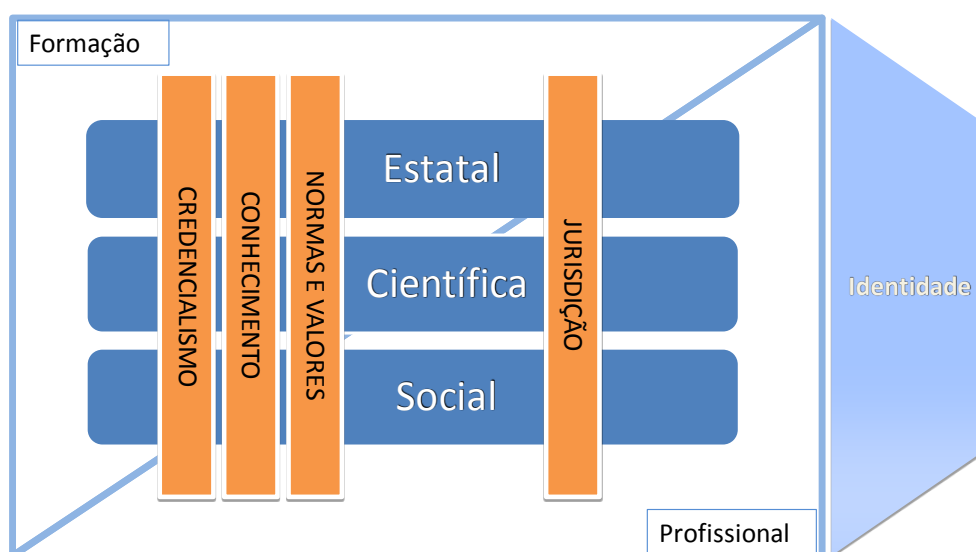 Formação
Estatal
Científica
Social
CREDENCIALISMO
CONHECIMENTO
NORMAS E VALORES
JURISDIÇÃO
Identidade
Profissional